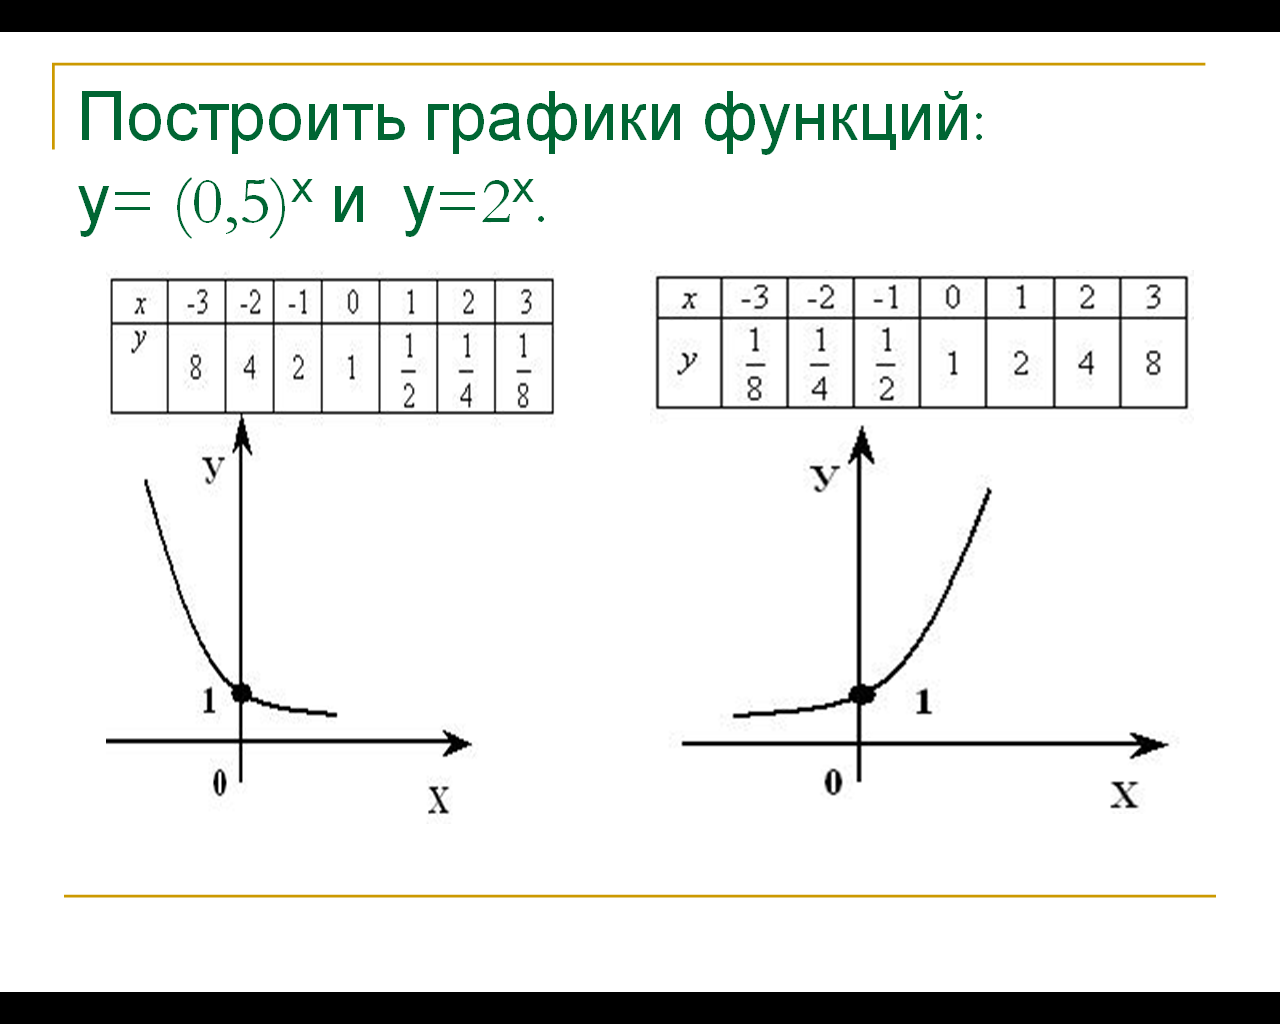 Построить графики функций:
у= (0,5)ˣ и у=2ˣ.
x -3 -2 -1 0 1 2 3
y 8 4 2 1 1/2 1/4 1/8
x -3 -2 -1 0 1 2 3
y 1/8 1/4 1/2 1 2 4 8
y
1
0
X
y
1
0
X